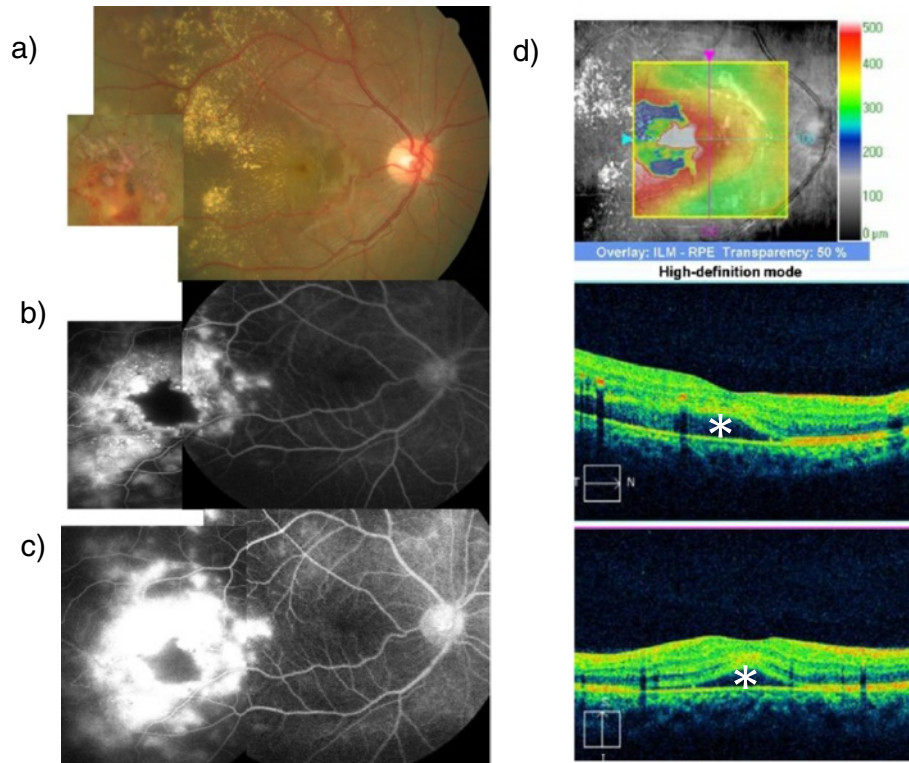 a)
b)
c)
d)
500
400
300
200
100
0 µm
Overlay: ILM - RPE Transparency: 50 %
High-definition mode
*
T N
*